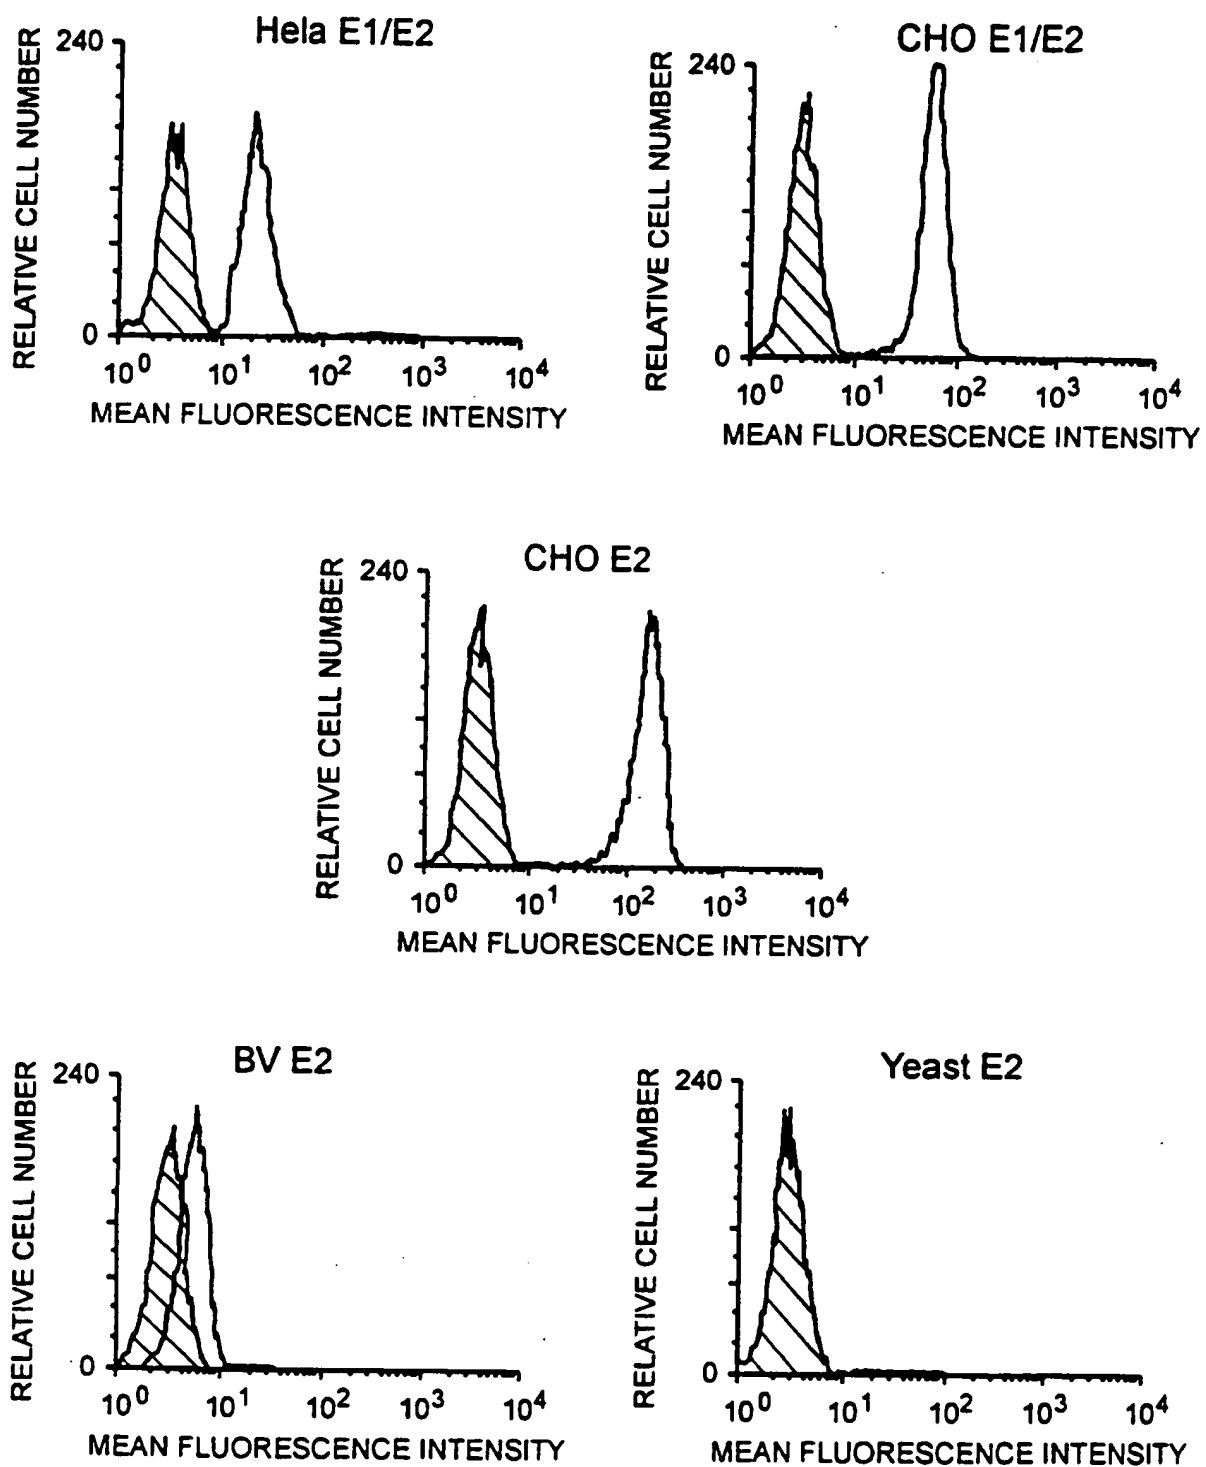 Hela E1/E2
240
RELATIVE CELL NUMBER
0
10^0 10^1 10^2 10^3 10^4
MEAN FLUORESCENCE INTENSITY
CHO E1/E2
240
RELATIVE CELL NUMBER
0
10^0 10^1 10^2 10^3 10^4
MEAN FLUORESCENCE INTENSITY
CHO E2
240
RELATIVE CELL NUMBER
0
10^0 10^1 10^2 10^3 10^4
MEAN FLUORESCENCE INTENSITY
BV E2
240
RELATIVE CELL NUMBER
0
10^0 10^1 10^2 10^3 10^4
MEAN FLUORESCENCE INTENSITY
Yeast E2
240
RELATIVE CELL NUMBER
0
10^0 10^1 10^2 10^3 10^4
MEAN FLUORESCENCE INTENSITY